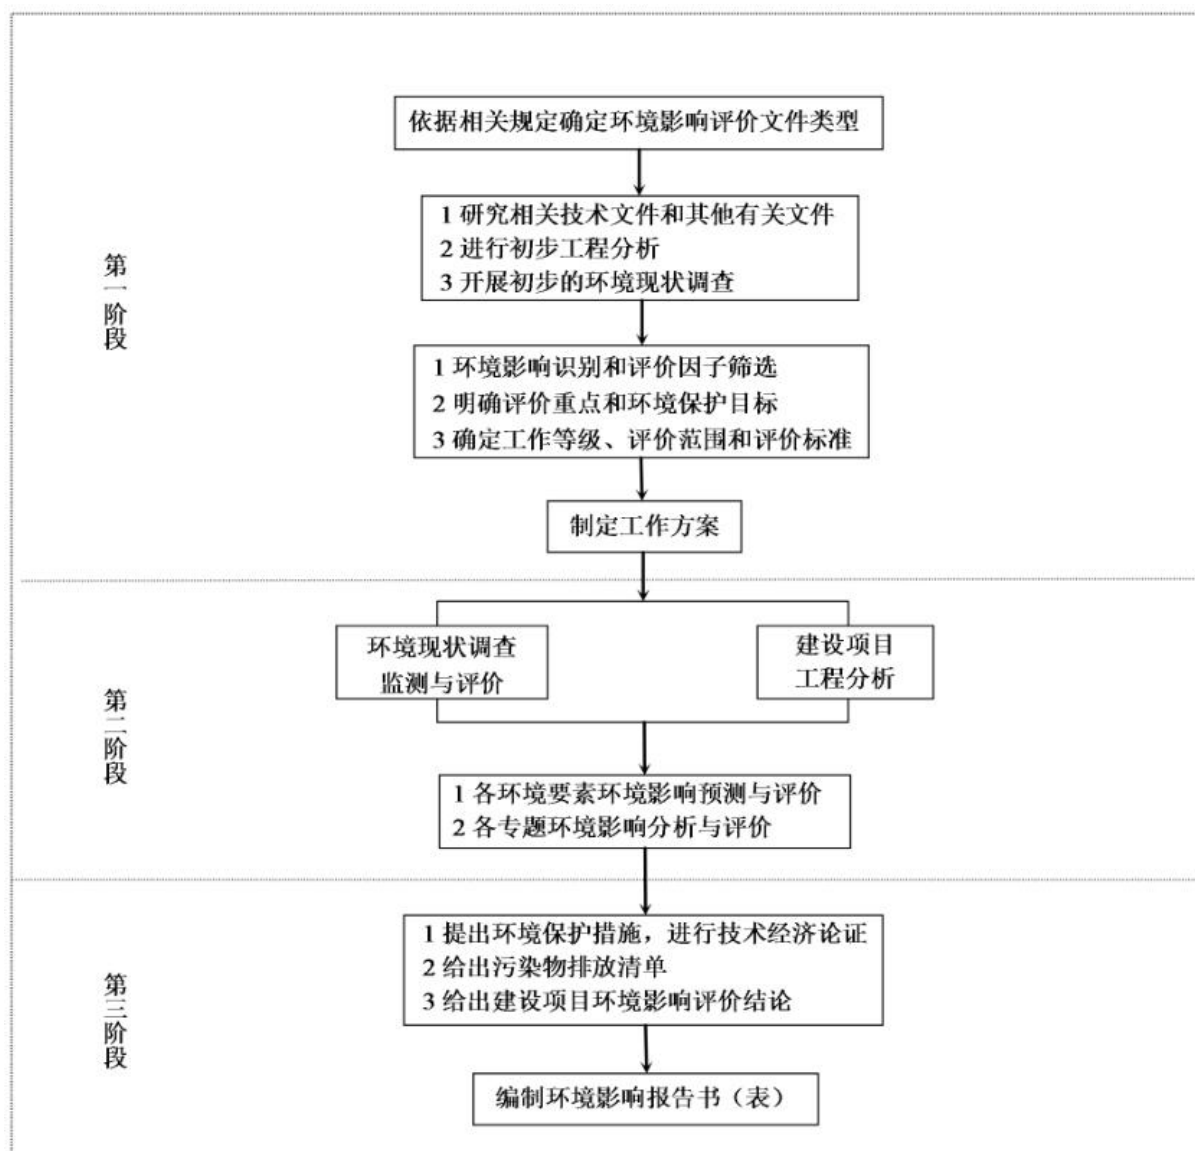 依据相关规定确定环境影响评价文件类型
1 研究相关技术文件和其他有关文件
2 进行初步工程分析
3 开展初步的环境现状调查
第一阶段
1 环境影响识别和评价因子筛选
2 明确评价重点和环境保护目标
3 确定工作等级、评价范围和评价标准
制定工作方案
环境现状调查
监测与评价
建设项目
工程分析
第二阶段
1 各环境要素环境影响预测与评价
2 各专题环境影响分析与评价
1 提出环境保护措施，进行技术经济论证
2 给出污染物排放清单
3 给出建设项目环境影响评价结论
第三阶段
编制环境影响报告书（表）